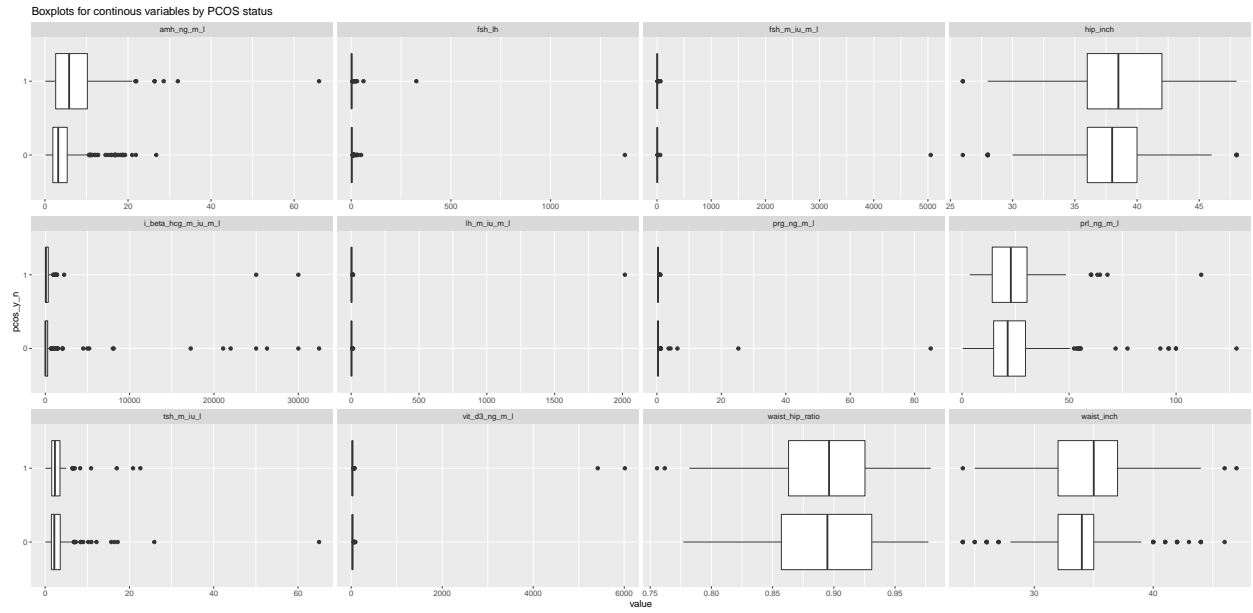 Boxplots for continous variables by PCOS status
amh_ng_m_l fsh_lh fsh_m_iu_m_l hip_inch
1
0
0 20 40 60 0 500 1000 0 1000 2000 3000 4000 5000 25 30 35 40 45
i_beta_hcg_m_iu_m_l lh_m_iu_m_l prg_ng_m_l prl_ng_m_l
1
0
0 10000 20000 30000 0 500 1000 1500 2000 0 20 40 60 80 0 50 100
tsh_m_iu_l vit_d3_ng_m_l waist_hip_ratio waist_inch
1
0
0 20 40 60 0 2000 4000 6000 0.75 0.80 0.85 0.90 0.95 30 40
value
pcos_y_n